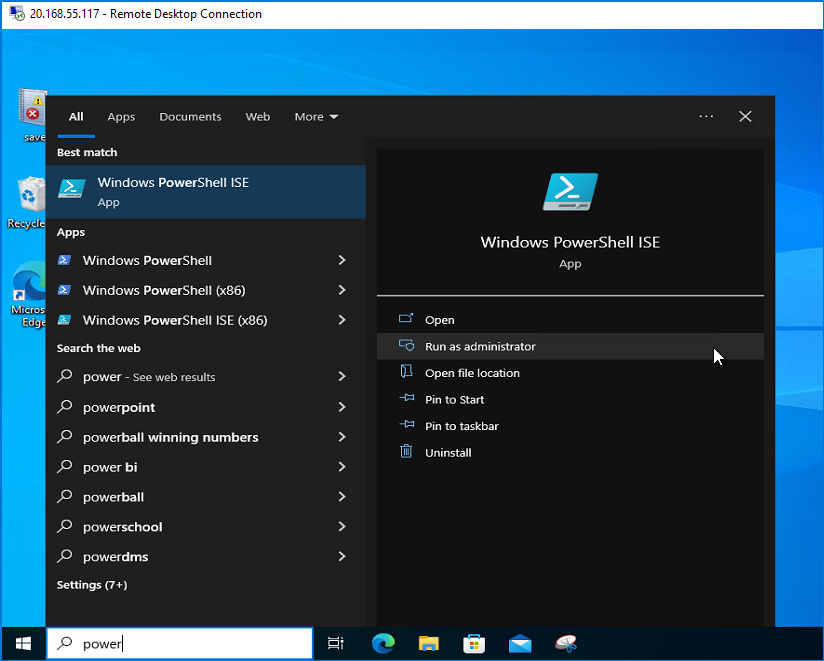 20.168.55.117 - Remote Desktop Connection
save
Recycle
Micros
Edge
All Apps Documents Web More
Best match
Windows PowerShell ISE
App
Apps
Windows PowerShell
Windows PowerShell (x86)
Windows PowerShell ISE (x86)
Search the web
power - See web results
powerpoint
powerball winning numbers
power bi
powerball
powerschool
powerdms
Settings (7+)
Windows PowerShell ISE
App
Open
Run as administrator
Open file location
Pin to Start
Pin to taskbar
Uninstall
power